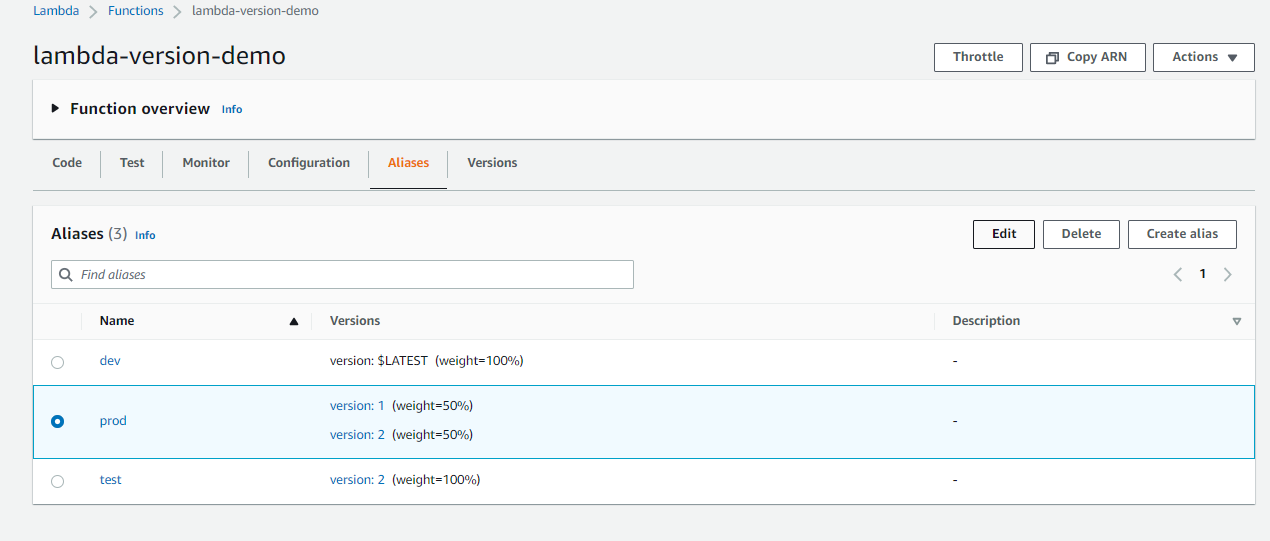 Lambda > Functions > lambda-version-demo
lambda-version-demo
Throttle Copy ARN Actions
Function overview Info
Code Test Monitor Configuration Aliases Versions
Aliases (3) Info Edit Delete Create alias
Find aliases < 1 >
Name Versions Description
dev version: $LATEST (weight=100%) -
version: 1 (weight=50%)
prod -
version: 2 (weight=50%)
test version: 2 (weight=100%) -